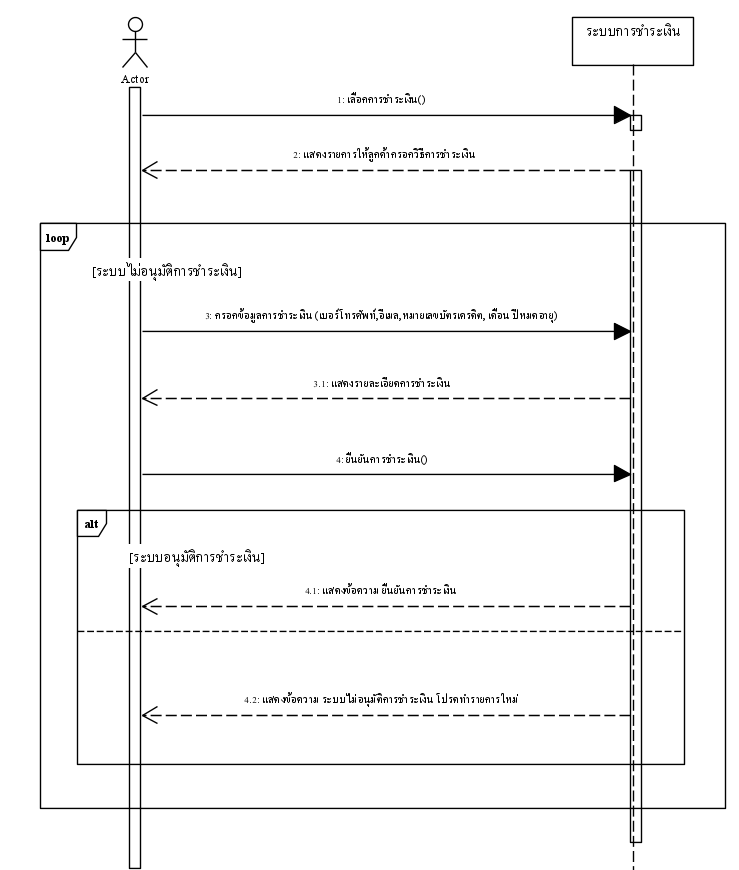 ระบบการชำระเงิน
Actor
1: เลือกการชำระเงิน()
2: แสดงรายการให้ลูกค้ากรอกวิธีการชำระเงิน
loop
[ระบบไม่อนุมัติการชำระเงิน]
3: กรอกข้อมูลการชำระเงิน (เบอร์โทรศัพท์,อีเมล,หมายเลขบัตรเครดิต, เดือน ปีหมดอายุ)
3.1: แสดงรายละเอียดการชำระเงิน
4: ยืนยันการชำระเงิน()
alt
[ระบบอนุมัติการชำระเงิน]
4.1: แสดงข้อความ ยืนยันการชำระเงิน
4.2: แสดงข้อความ ระบบไม่อนุมัติการชำระเงิน โปรดทำรายการใหม่